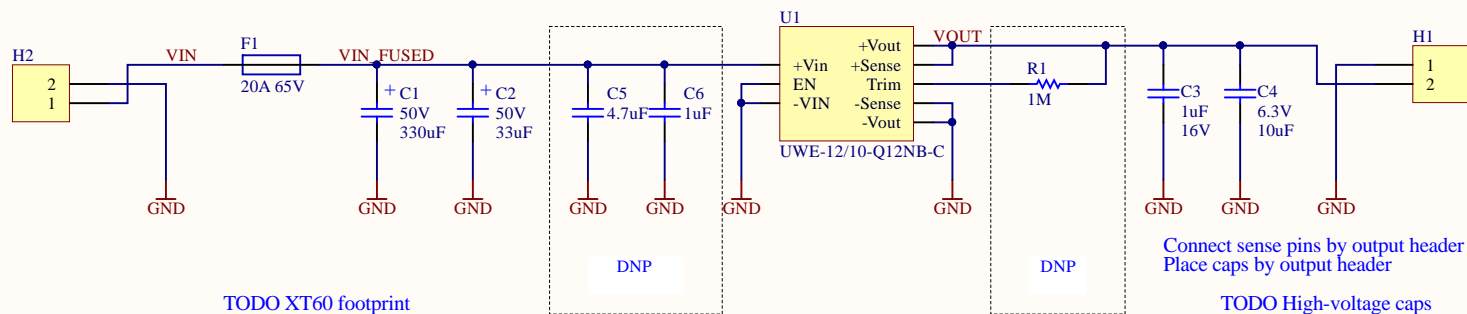 H2
2
1
VIN
F1
20A 65V
VIN_FUSED
+ C1
50V
330uF
+ C2
50V
33uF
C5
4.7uF
C6
1uF
U1
+Vin
EN
-VIN
+Vout
+Sense
Trim
-Sense
-Vout
UWE-12/10-Q12NB-C
VOUT
R1
1M
C3
1uF
16V
C4
6.3V
10uF
H1
1
2
GND
GND
GND
GND
GND
GND
GND
GND
GND
GND
DNP
DNP
Connect sense pins by output header
Place caps by output header
TODO XT60 footprint
TODO High-voltage caps